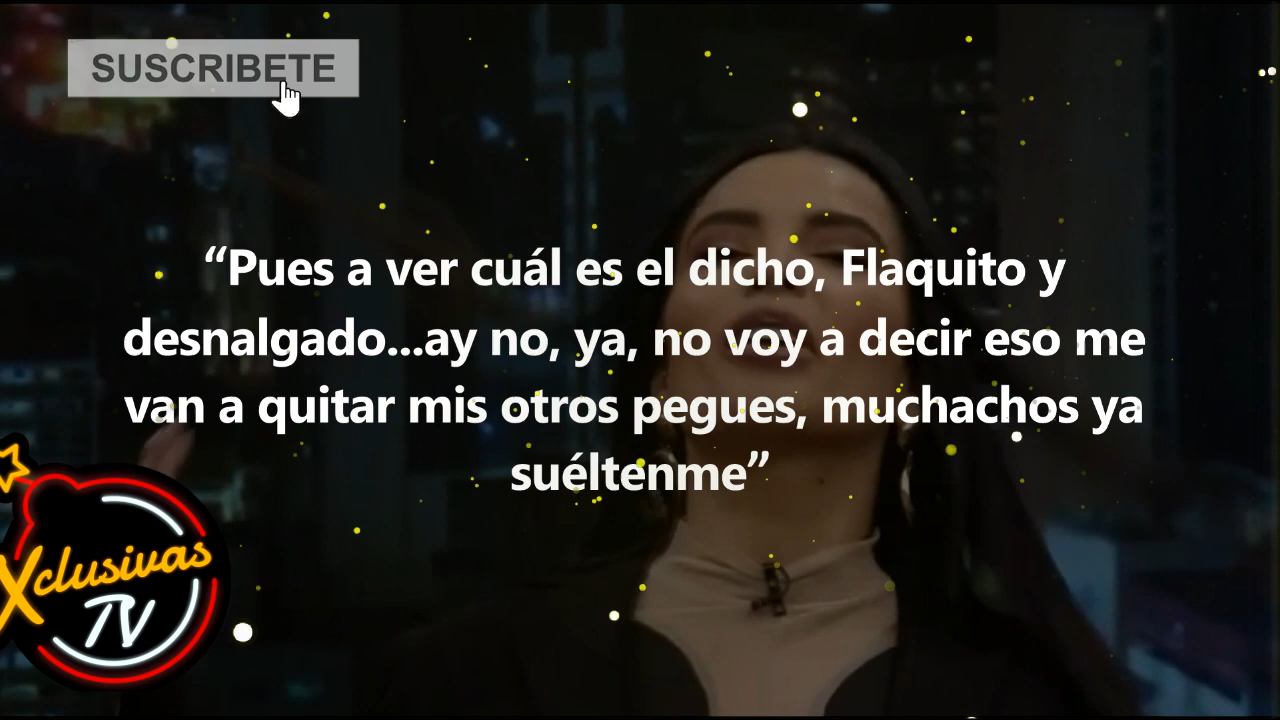 SUSCRIBETE
“Pues a ver cuál es el dicho, Flaquito y
desnalgado...ay no, ya, no voy a decir eso me
van a quitar mis otros pegues, muchachos ya
suéltenme”
Xclusivas
TV